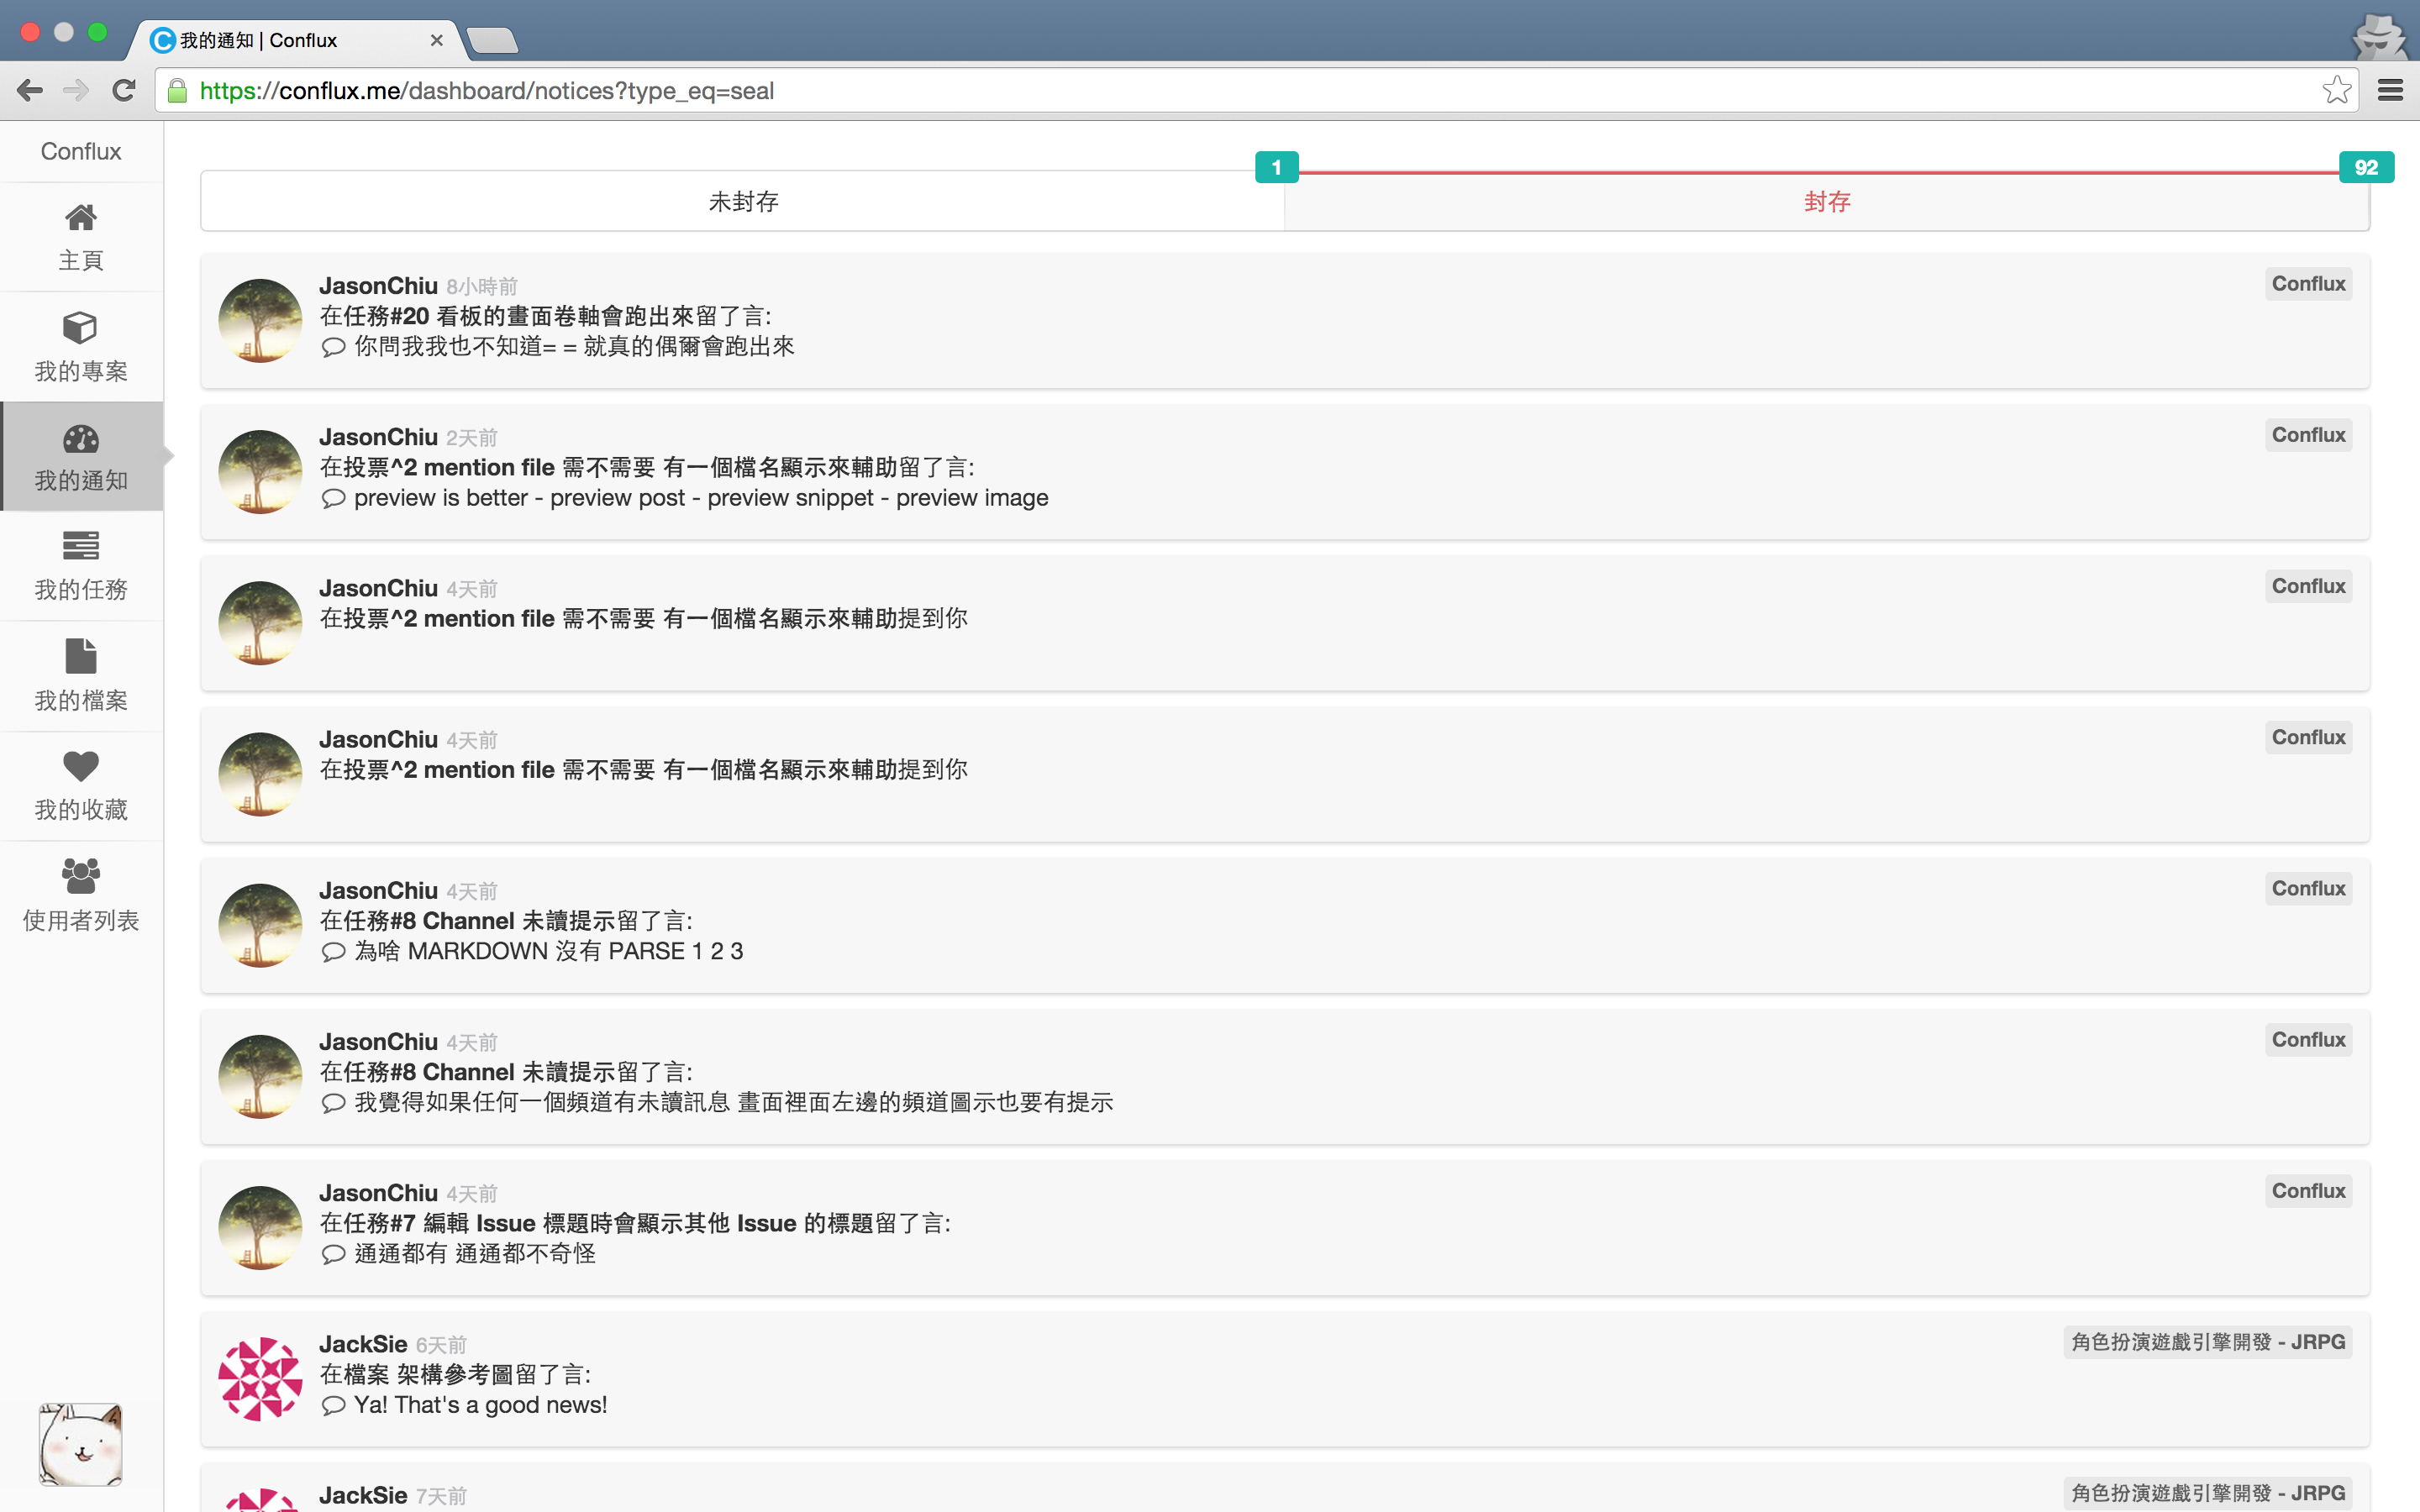 我的通知 | Conflux
https://conflux.me/dashboard/notices?type_eq=seal
Conflux
主頁
我的專案
我的通知
我的任務
我的檔案
我的收藏
使用者列表
未封存
1
封存
92
JasonChiu 8小時前
Conflux
在任務#20 看板的畫面卷軸會跑出來留了言:
你問我我也不知道= = 就真的偶爾會跑出來
JasonChiu 2天前
Conflux
在投票^2 mention file 需不需要 有一個檔名顯示來輔助留了言:
preview is better - preview post - preview snippet - preview image
JasonChiu 4天前
Conflux
在投票^2 mention file 需不需要 有一個檔名顯示來輔助提到你
JasonChiu 4天前
Conflux
在投票^2 mention file 需不需要 有一個檔名顯示來輔助提到你
JasonChiu 4天前
Conflux
在任務#8 Channel 未讀提示留了言:
為啥 MARKDOWN 沒有 PARSE 1 2 3
JasonChiu 4天前
Conflux
在任務#8 Channel 未讀提示留了言:
我覺得如果任何一個頻道有未讀訊息 畫面裡面左邊的頻道圖示也要有提示
JasonChiu 4天前
Conflux
在任務#7 編輯 Issue 標題時會顯示其他 Issue 的標題留了言:
通通都有 通通都不奇怪
JackSie 6天前
角色扮演遊戲引擎開發 - JRPG
在檔案 架構參考圖留了言:
Ya! That's a good news!
JackSie 7天前
角色扮演遊戲引擎開發 - JRPG